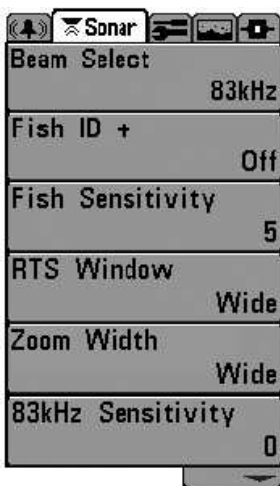 Sonar
Beam Select
83kHz
Fish ID +
Off
Fish Sensitivity
5
RTS Window
Wide
Zoom Width
Wide
83kHz Sensitivity
0